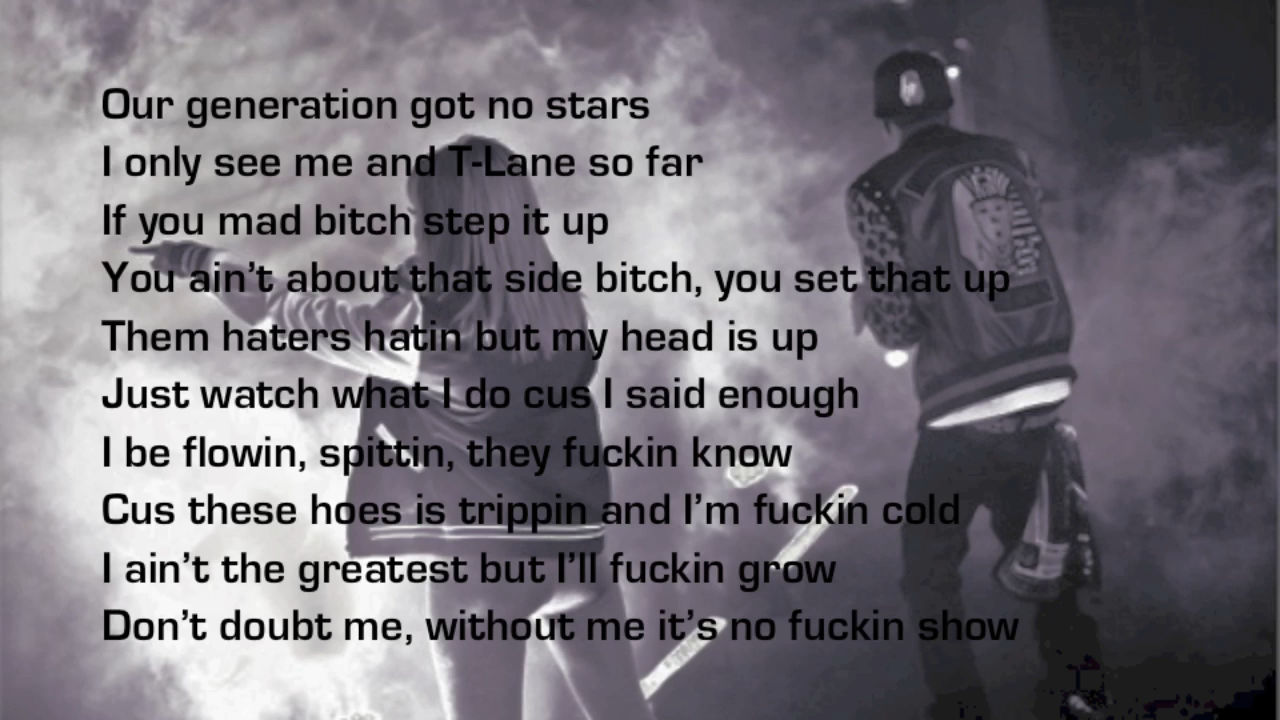 Our generation got no stars
I only see me and T-Lane so far
If you mad bitch step it up
You ain’t about that side bitch, you set that up
Them haters hatin but my head is up
Just watch what I do cus I said enough
I be flowin, spittin, they fuckin know
Cus these hoes is trippin and I’m fuckin cold
I ain’t the greatest but I’ll fuckin grow
Don’t doubt me, without me it’s no fuckin show